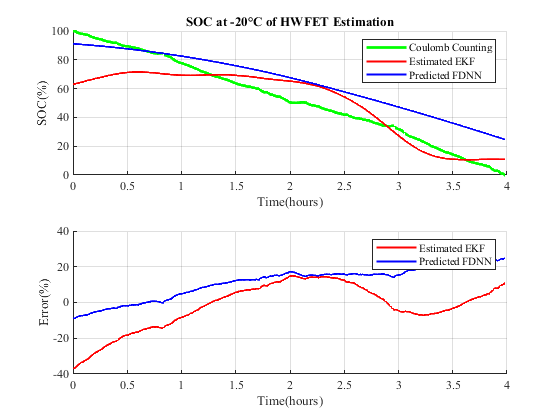 SOC at -20°C of HWFET Estimation
100
80
60
40
20
0
SOC(%)
Coulomb Counting
Estimated EKF
Predicted FDNN
0 0.5 1 1.5 2 2.5 3 3.5 4
Time(hours)
40
20
0
-20
-40
Error(%)
Estimated EKF
Predicted FDNN
0 0.5 1 1.5 2 2.5 3 3.5 4
Time(hours)